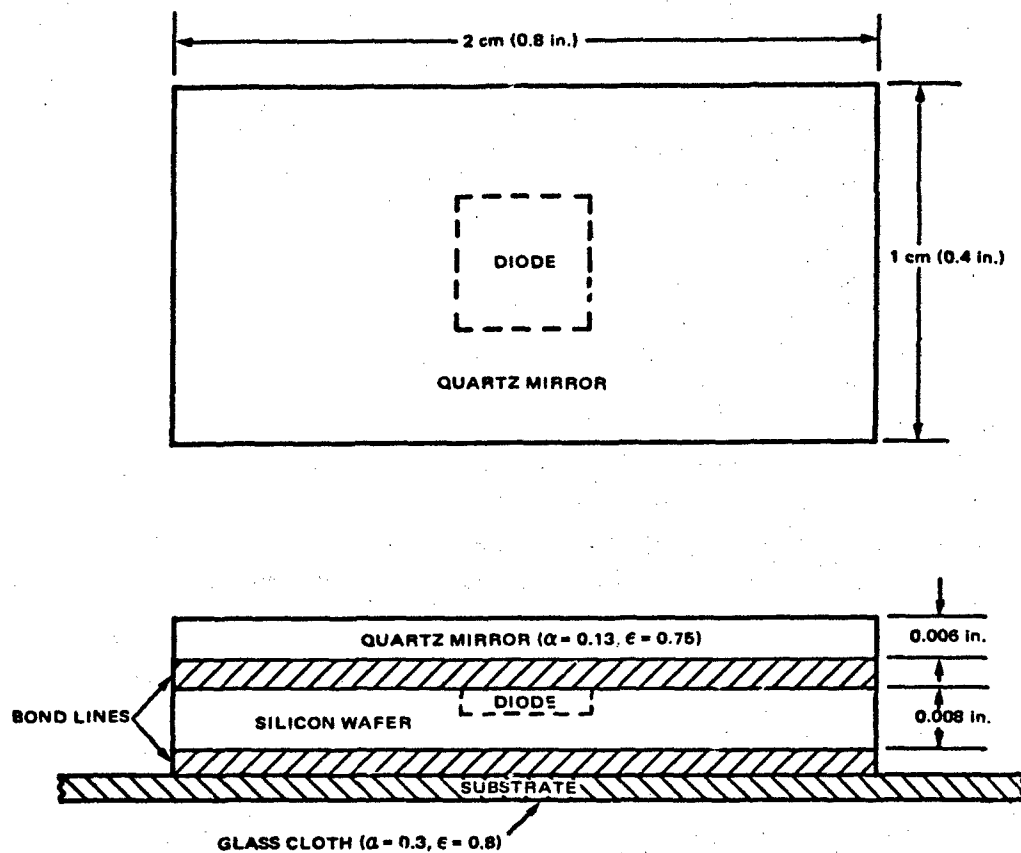 2 cm (0.8 in.)
DIODE
1 cm (0.4 in.)
QUARTZ MIRROR
QUARTZ MIRROR (α = 0.13, ϵ = 0.75)
0.006 in.
BOND LINES
DIODE
SILICON WAFER
0.008 in.
SUBSTRATE
GLASS CLOTH (α = 0.3, ϵ = 0.8)